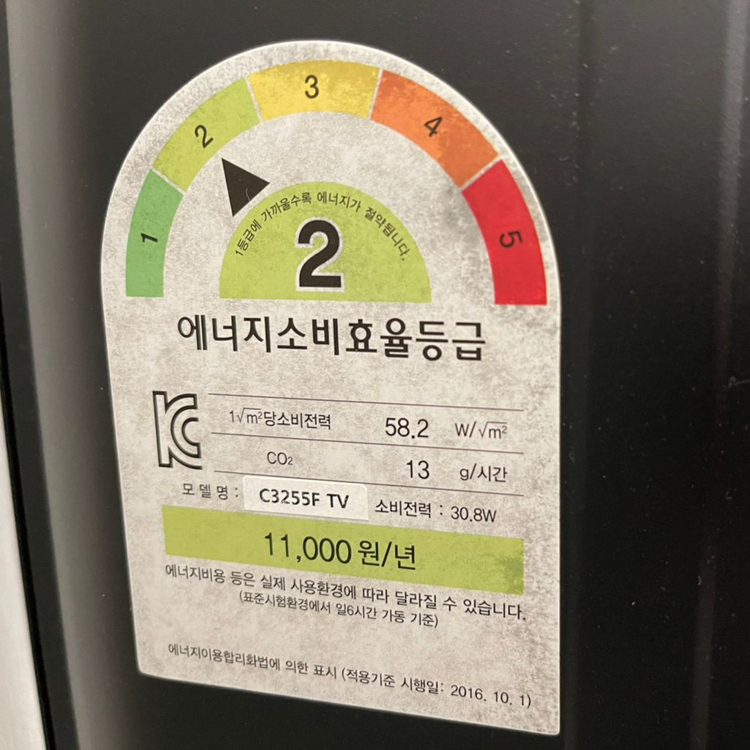 1
2
3
4
5
1등급에 가까울수록 에너지가 절약됩니다.
2
에너지소비효율등급
1√m²당소비전력 58.2 W/√m²
CO₂ 13 g/시간
모델명 : C3255F TV 소비전력 : 30.8W
11,000원/년
에너지비용 등은 실제 사용환경에 따라 달라질 수 있습니다.
(표준시험환경에서 일6시간 가동 기준)
에너지이용합리화법에 의한 표시 (적용기준 시행일: 2016. 10. 1)